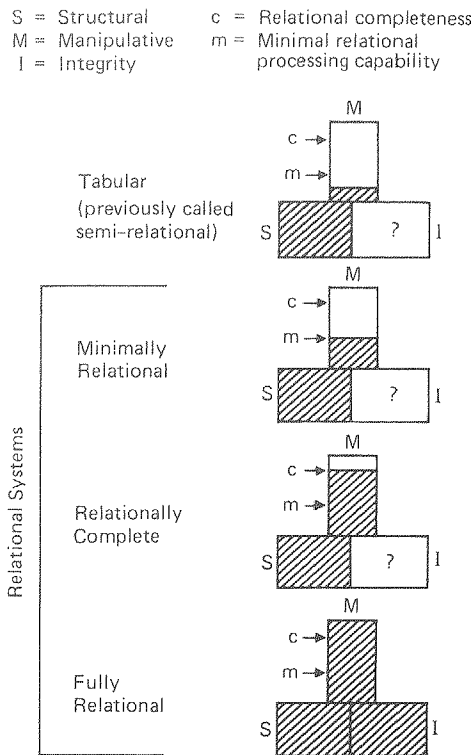 S = Structural c = Relational completeness
M = Manipulative m = Minimal relational
I = Integrity processing capability
M
c
m
Tabular
(previously called
semi-relational)
S ? I
M
c
m
Minimally
Relational
S ? I
M
c
m
Relationally
Complete
S ? I
M
c
m
Fully
Relational
S I
Relational Systems